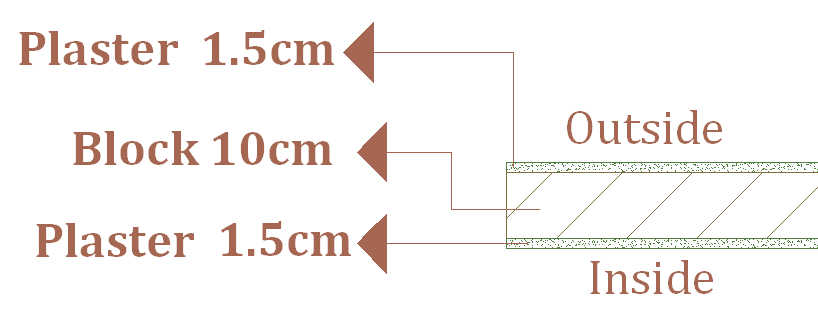 Plaster 1.5cm
Outside
Block 10cm
Plaster 1.5cm
Inside